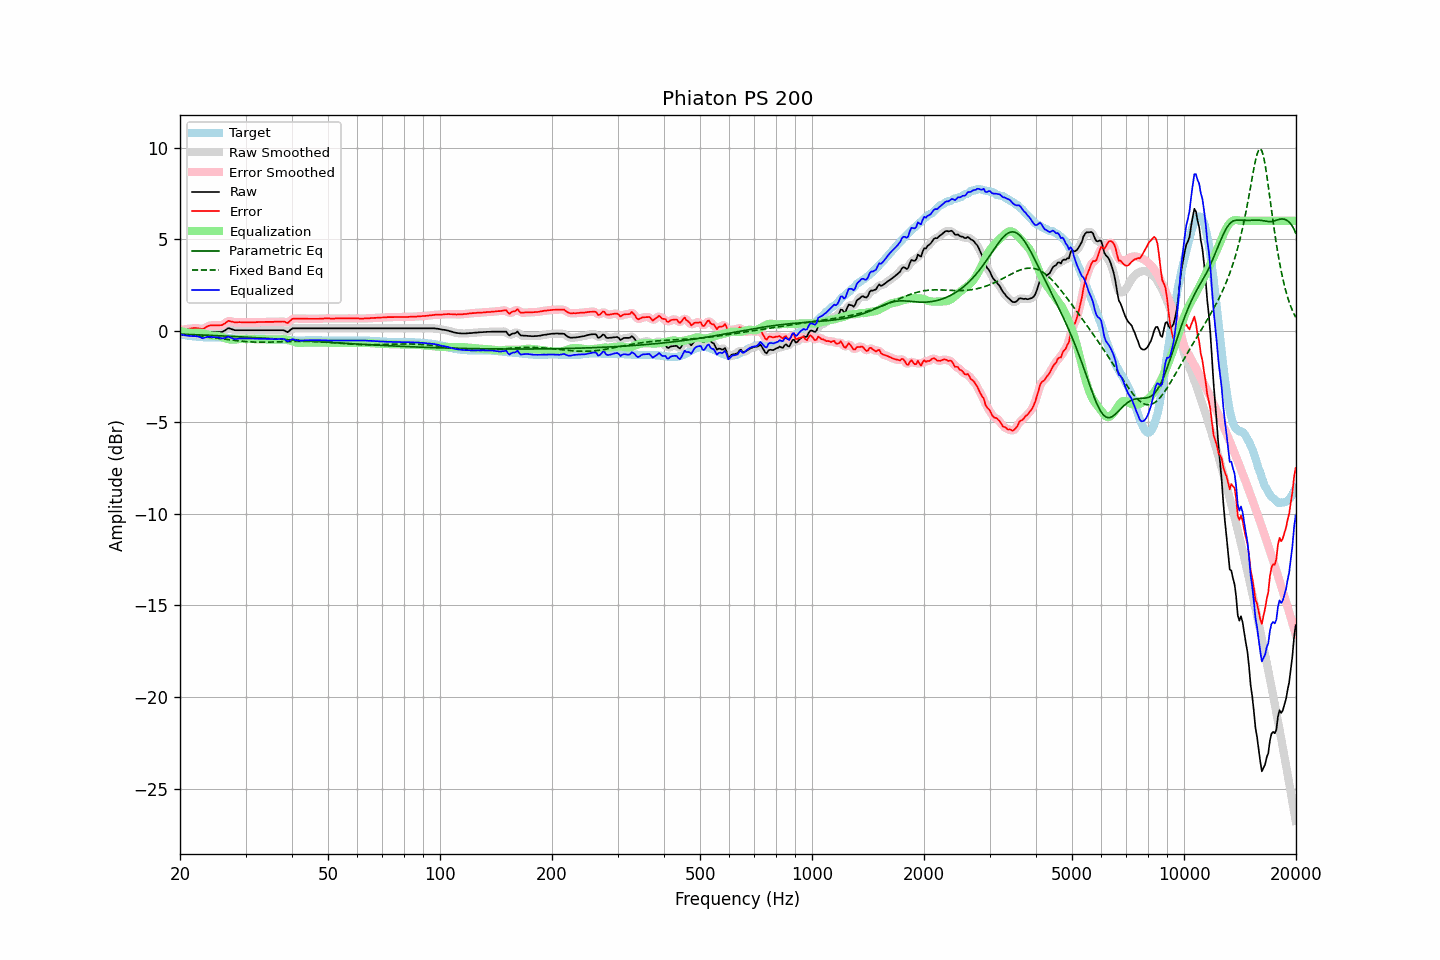 Phiaton PS 200
Target
Raw Smoothed
Error Smoothed
Raw
Error
Equalization
Parametric Eq
Fixed Band Eq
Equalized
10
5
0
−5
−10
−15
−20
−25
Amplitude (dBr)
20 50 100 200 500 1000 2000 5000 10000 20000
Frequency (Hz)